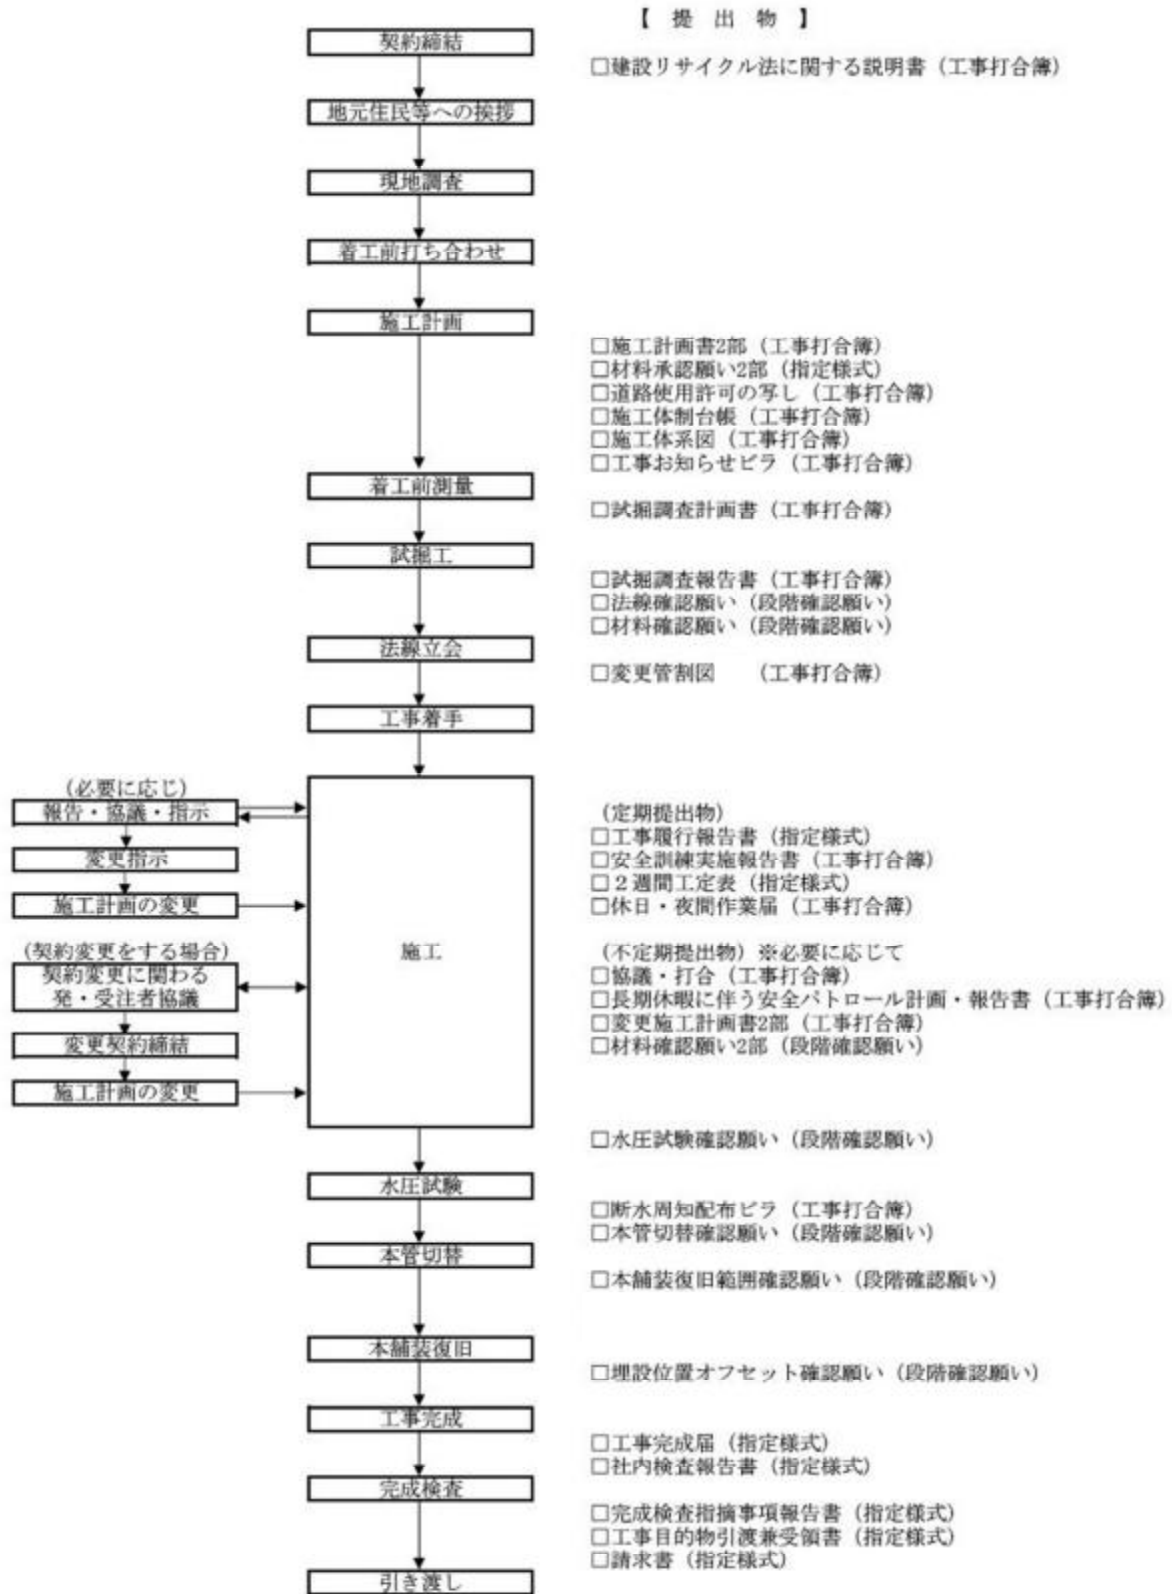 【 提 出 物 】
契約締結
□建設リサイクル法に関する説明書（工事打合簿）
地元住民等への挨拶
現地調査
着工前打ち合わせ
施工計画
□施工計画書2部（工事打合簿）
□材料承認願い2部（指定様式）
□道路使用許可の写し（工事打合簿）
□施工体制台帳（工事打合簿）
□施工体系図（工事打合簿）
□工事お知らせビラ（工事打合簿）
着工前測量
□試掘調査計画書（工事打合簿）
試掘工
□試掘調査報告書（工事打合簿）
□法線確認願い（段階確認願い）
□材料確認願い（段階確認願い）
法線立会
□変更管割図　（工事打合簿）
工事着手
（必要に応じ）
報告・協議・指示
変更指示
施工計画の変更
（契約変更をする場合）
契約変更に関わる
発・受注者協議
変更契約締結
施工計画の変更
施工
（定期提出物）
□工事履行報告書（指定様式）
□安全訓練実施報告書（工事打合簿）
□２週間工定表（指定様式）
□休日・夜間作業届（工事打合簿）
（不定期提出物）※必要に応じて
□協議・打合（工事打合簿）
□長期休暇に伴う安全パトロール計画・報告書（工事打合簿）
□変更施工計画書2部（工事打合簿）
□材料確認願い2部（段階確認願い）
□水圧試験確認願い（段階確認願い）
水圧試験
□断水周知配布ビラ（工事打合簿）
□本管切替確認願い（段階確認願い）
本管切替
□本舗装復旧範囲確認願い（段階確認願い）
本舗装復旧
□埋設位置オフセット確認願い（段階確認願い）
工事完成
□工事完成届（指定様式）
□社内検査報告書（指定様式）
完成検査
□完成検査指摘事項報告書（指定様式）
□工事目的物引渡兼受領書（指定様式）
□請求書（指定様式）
引き渡し